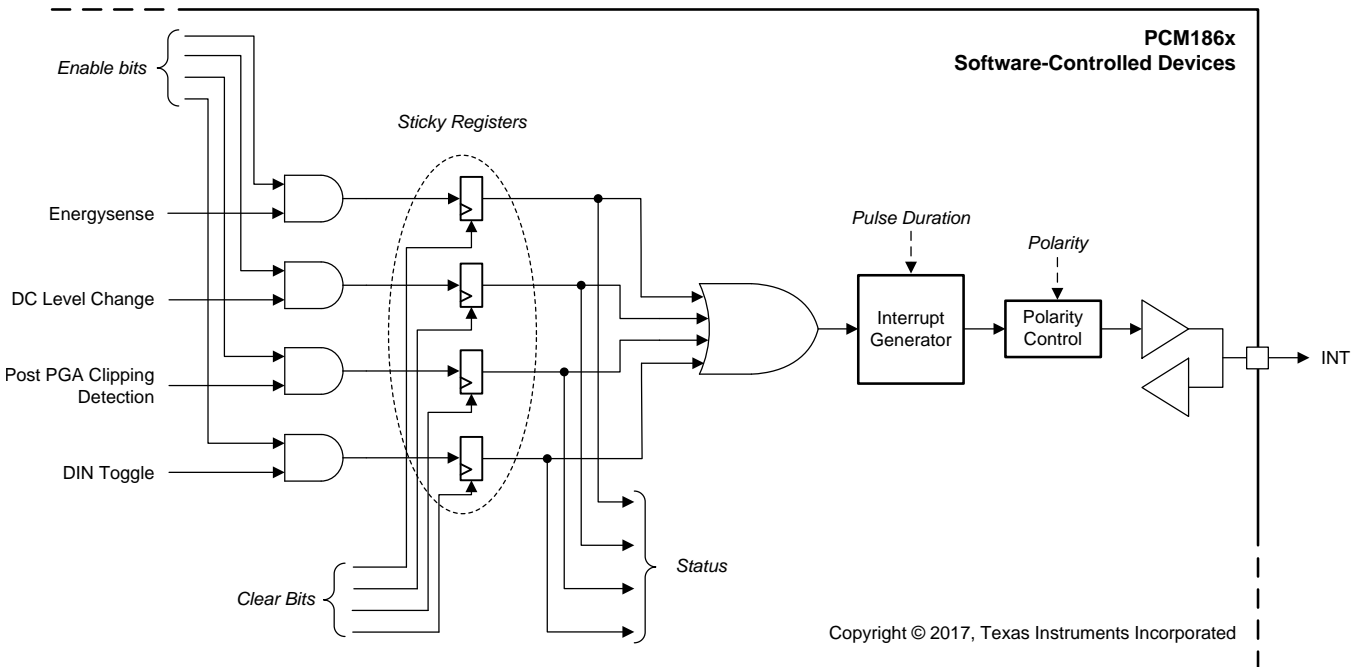 PCM186x
Software-Controlled Devices
Enable bits
Sticky Registers
Energysense
DC Level Change
Post PGA Clipping
Detection
DIN Toggle
Pulse Duration
Polarity
Interrupt
Generator
Polarity
Control
INT
Clear Bits
Status
Copyright © 2017, Texas Instruments Incorporated